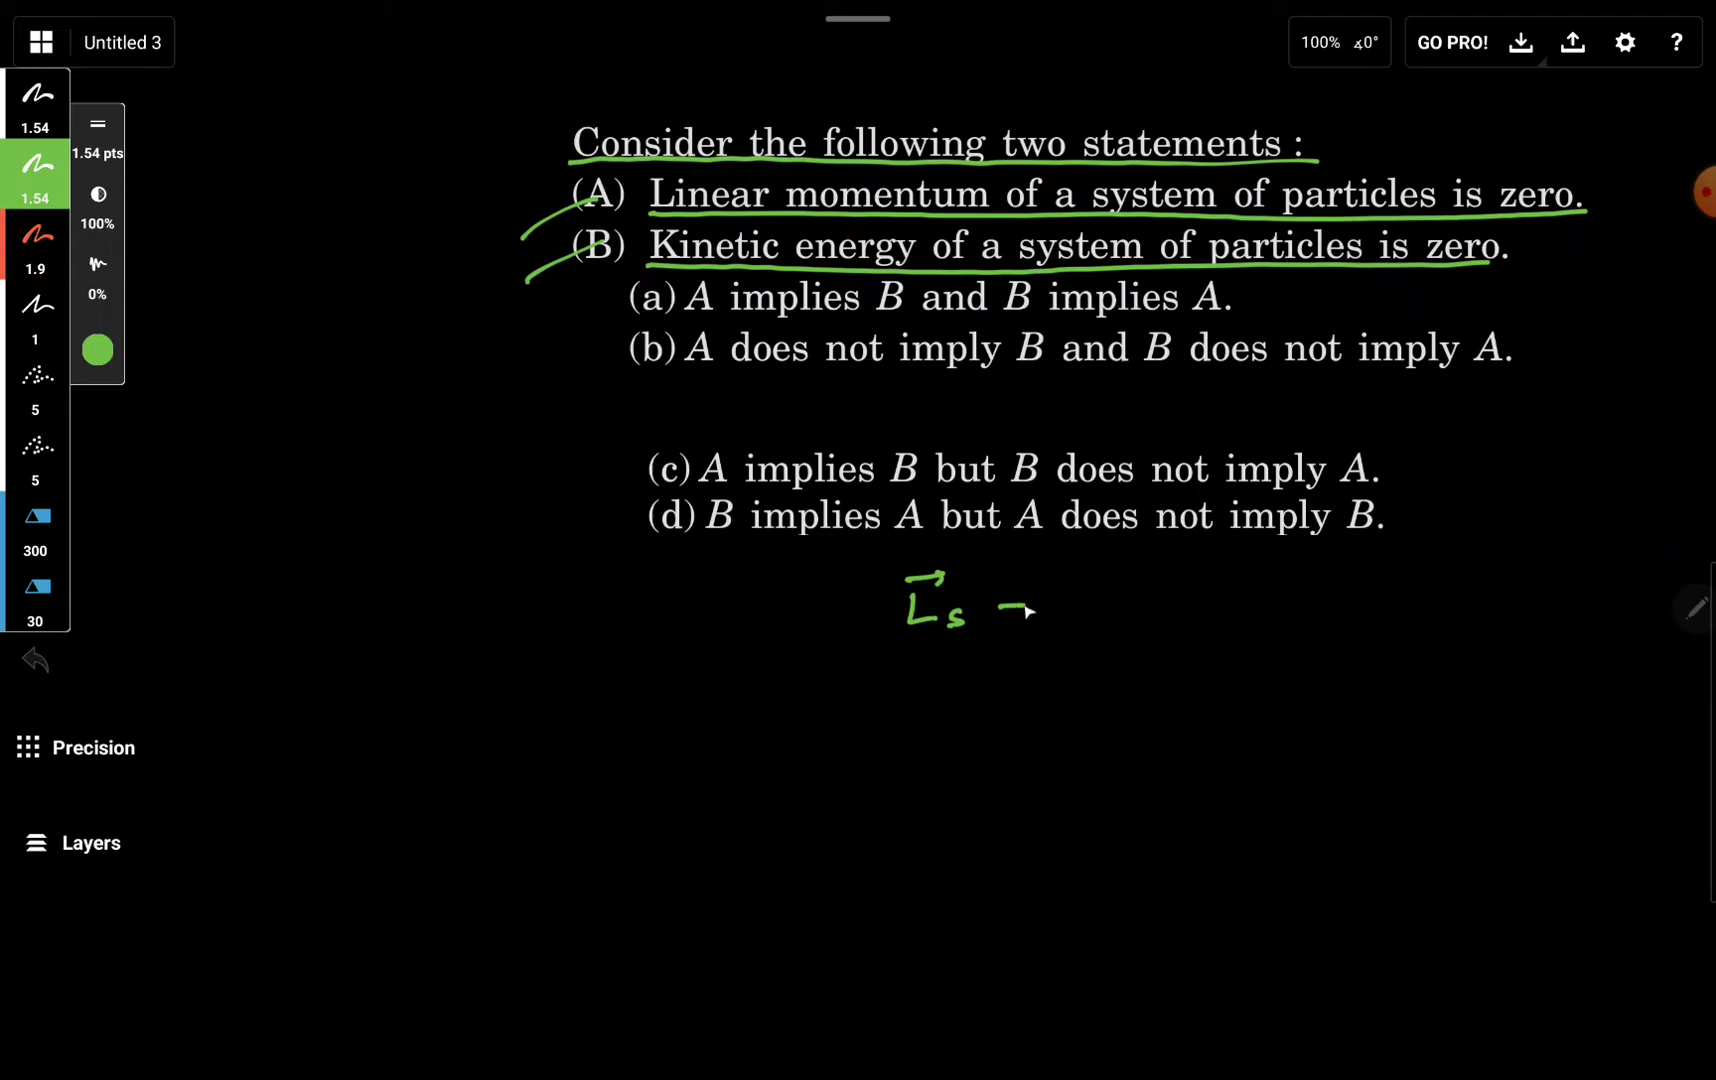 Untitled 3
100% ∡0°
GO PRO!
?
1.54
1.54 pts
1.54
100%
1.9
0%
1
5
5
300
30
Precision
Layers
Consider the following two statements :
(A) Linear momentum of a system of particles is zero.
(B) Kinetic energy of a system of particles is zero.
(a) A implies B and B implies A.
(b) A does not imply B and B does not imply A.
(c) A implies B but B does not imply A.
(d) B implies A but A does not imply B.
L⃗s –